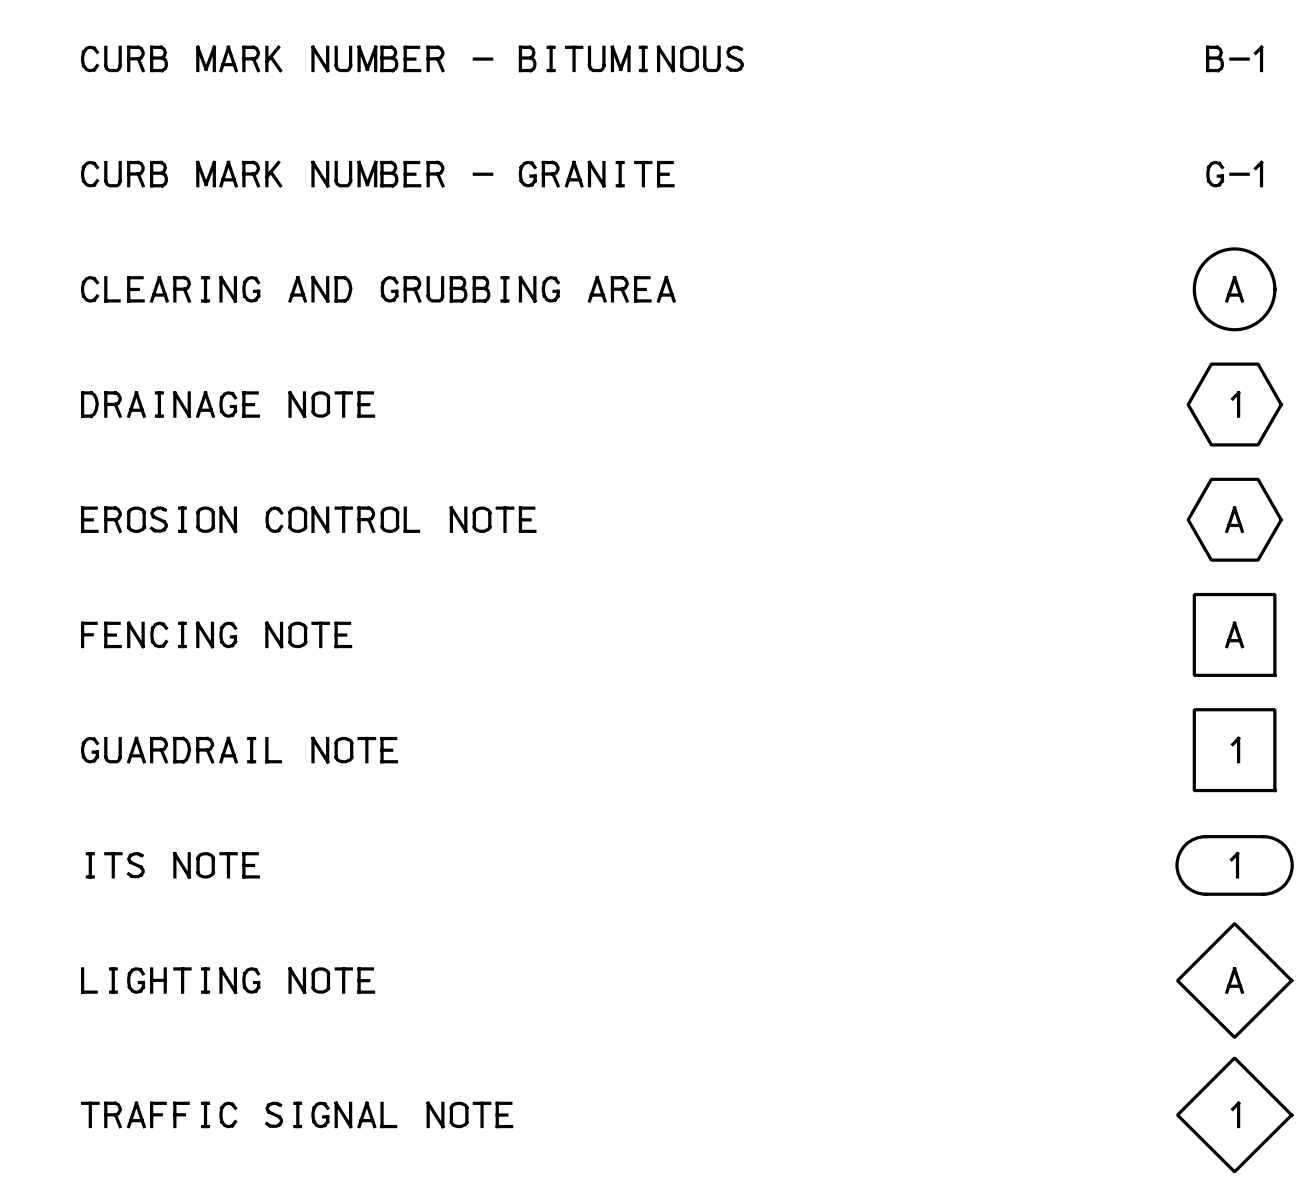 CURB MARK NUMBER - BITUMINOUS B-1
CURB MARK NUMBER - GRANITE G-1
CLEARING AND GRUBBING AREA A
DRAINAGE NOTE 1
EROSION CONTROL NOTE A
FENCING NOTE A
GUARDRAIL NOTE 1
ITS NOTE 1
LIGHTING NOTE A
TRAFFIC SIGNAL NOTE 1